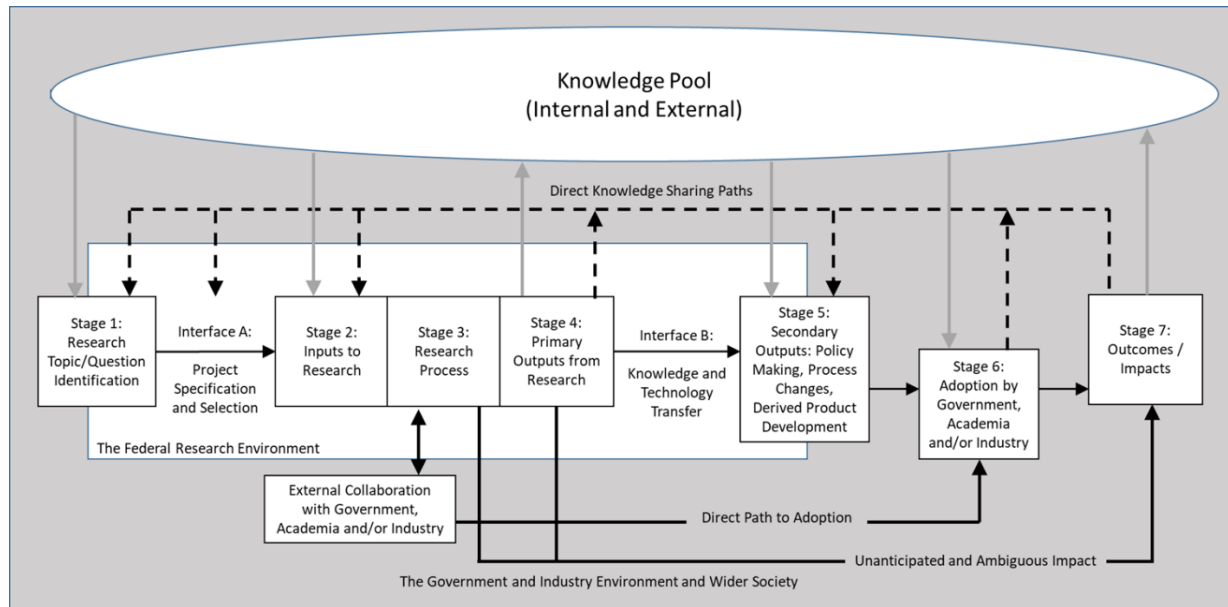 Knowledge Pool
(Internal and External)
Direct Knowledge Sharing Paths
Stage 1:
Research
Topic/Question
Identification
Interface A:
Project
Specification
and Selection
Stage 2:
Inputs to
Research
Stage 3:
Research
Process
Stage 4:
Primary
Outputs from
Research
Interface B:
Knowledge and
Technology
Transfer
Stage 5:
Secondary
Outputs: Policy
Making, Process
Changes,
Derived Product
Development
Stage 6:
Adoption by
Government,
Academia
and/or Industry
Stage 7:
Outcomes /
Impacts
The Federal Research Environment
External Collaboration
with Government,
Academia and/or Industry
Direct Path to Adoption
Unanticipated and Ambiguous Impact
The Government and Industry Environment and Wider Society